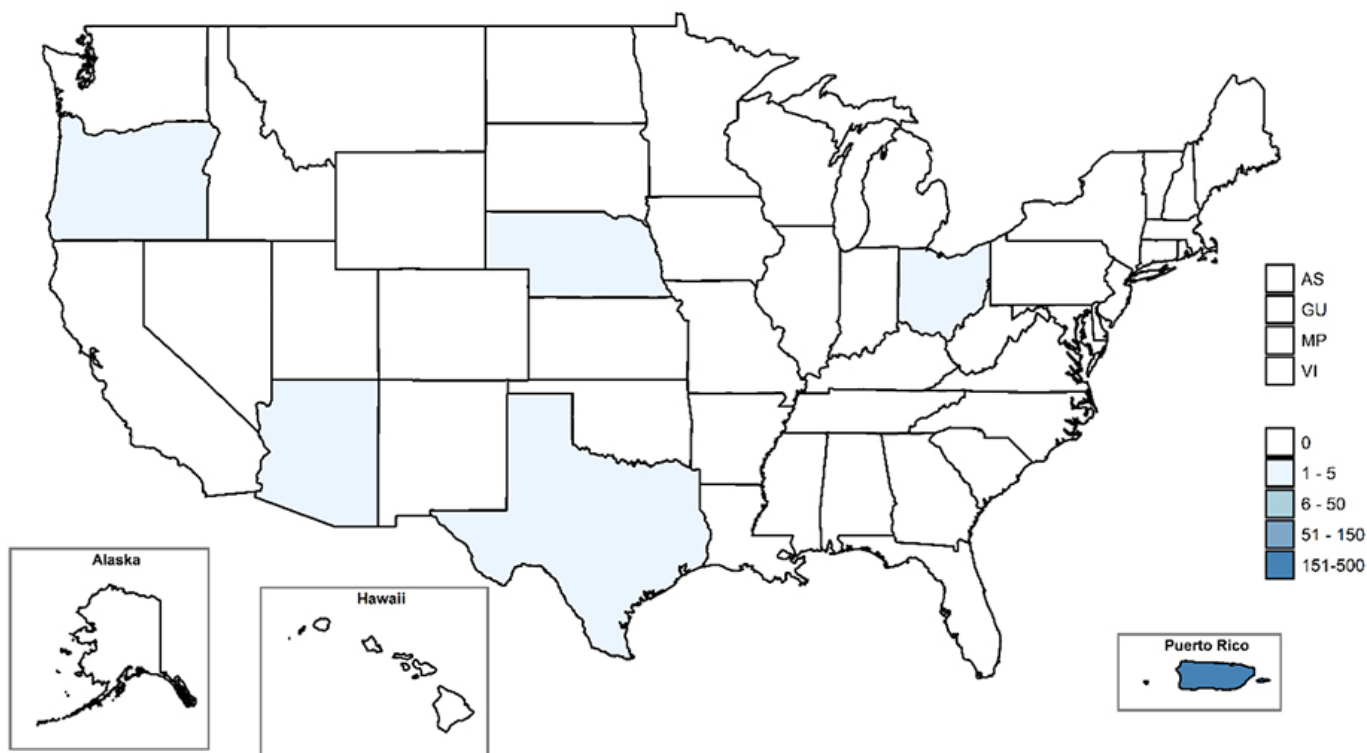 AS
GU
MP
VI
0
1 - 5
6 - 50
51 - 150
151-500
Alaska
Hawaii
Puerto Rico